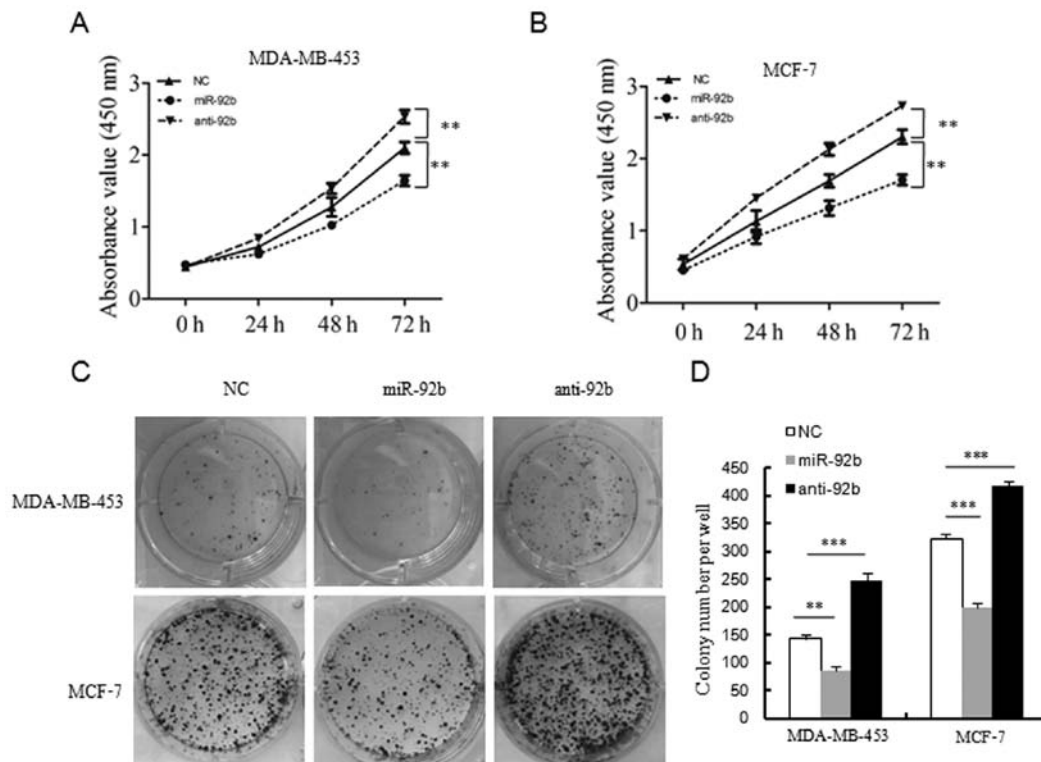 A
MDA-MB-453
NC
miR-92b
anti-92b
Absorbance value (450 nm)
3
2
1
0
0 h 24 h 48 h 72 h
**
**
B
MCF-7
NC
miR-92b
anti-92b
Absorbance value (450 nm)
3
2
1
0
0 h 24 h 48 h 72 h
**
**
C
NC miR-92b anti-92b
MDA-MB-453
MCF-7
D
NC
miR-92b
anti-92b
Colony number per well
450
400
350
300
250
200
150
100
50
0
** ***
*** ***
MDA-MB-453 MCF-7